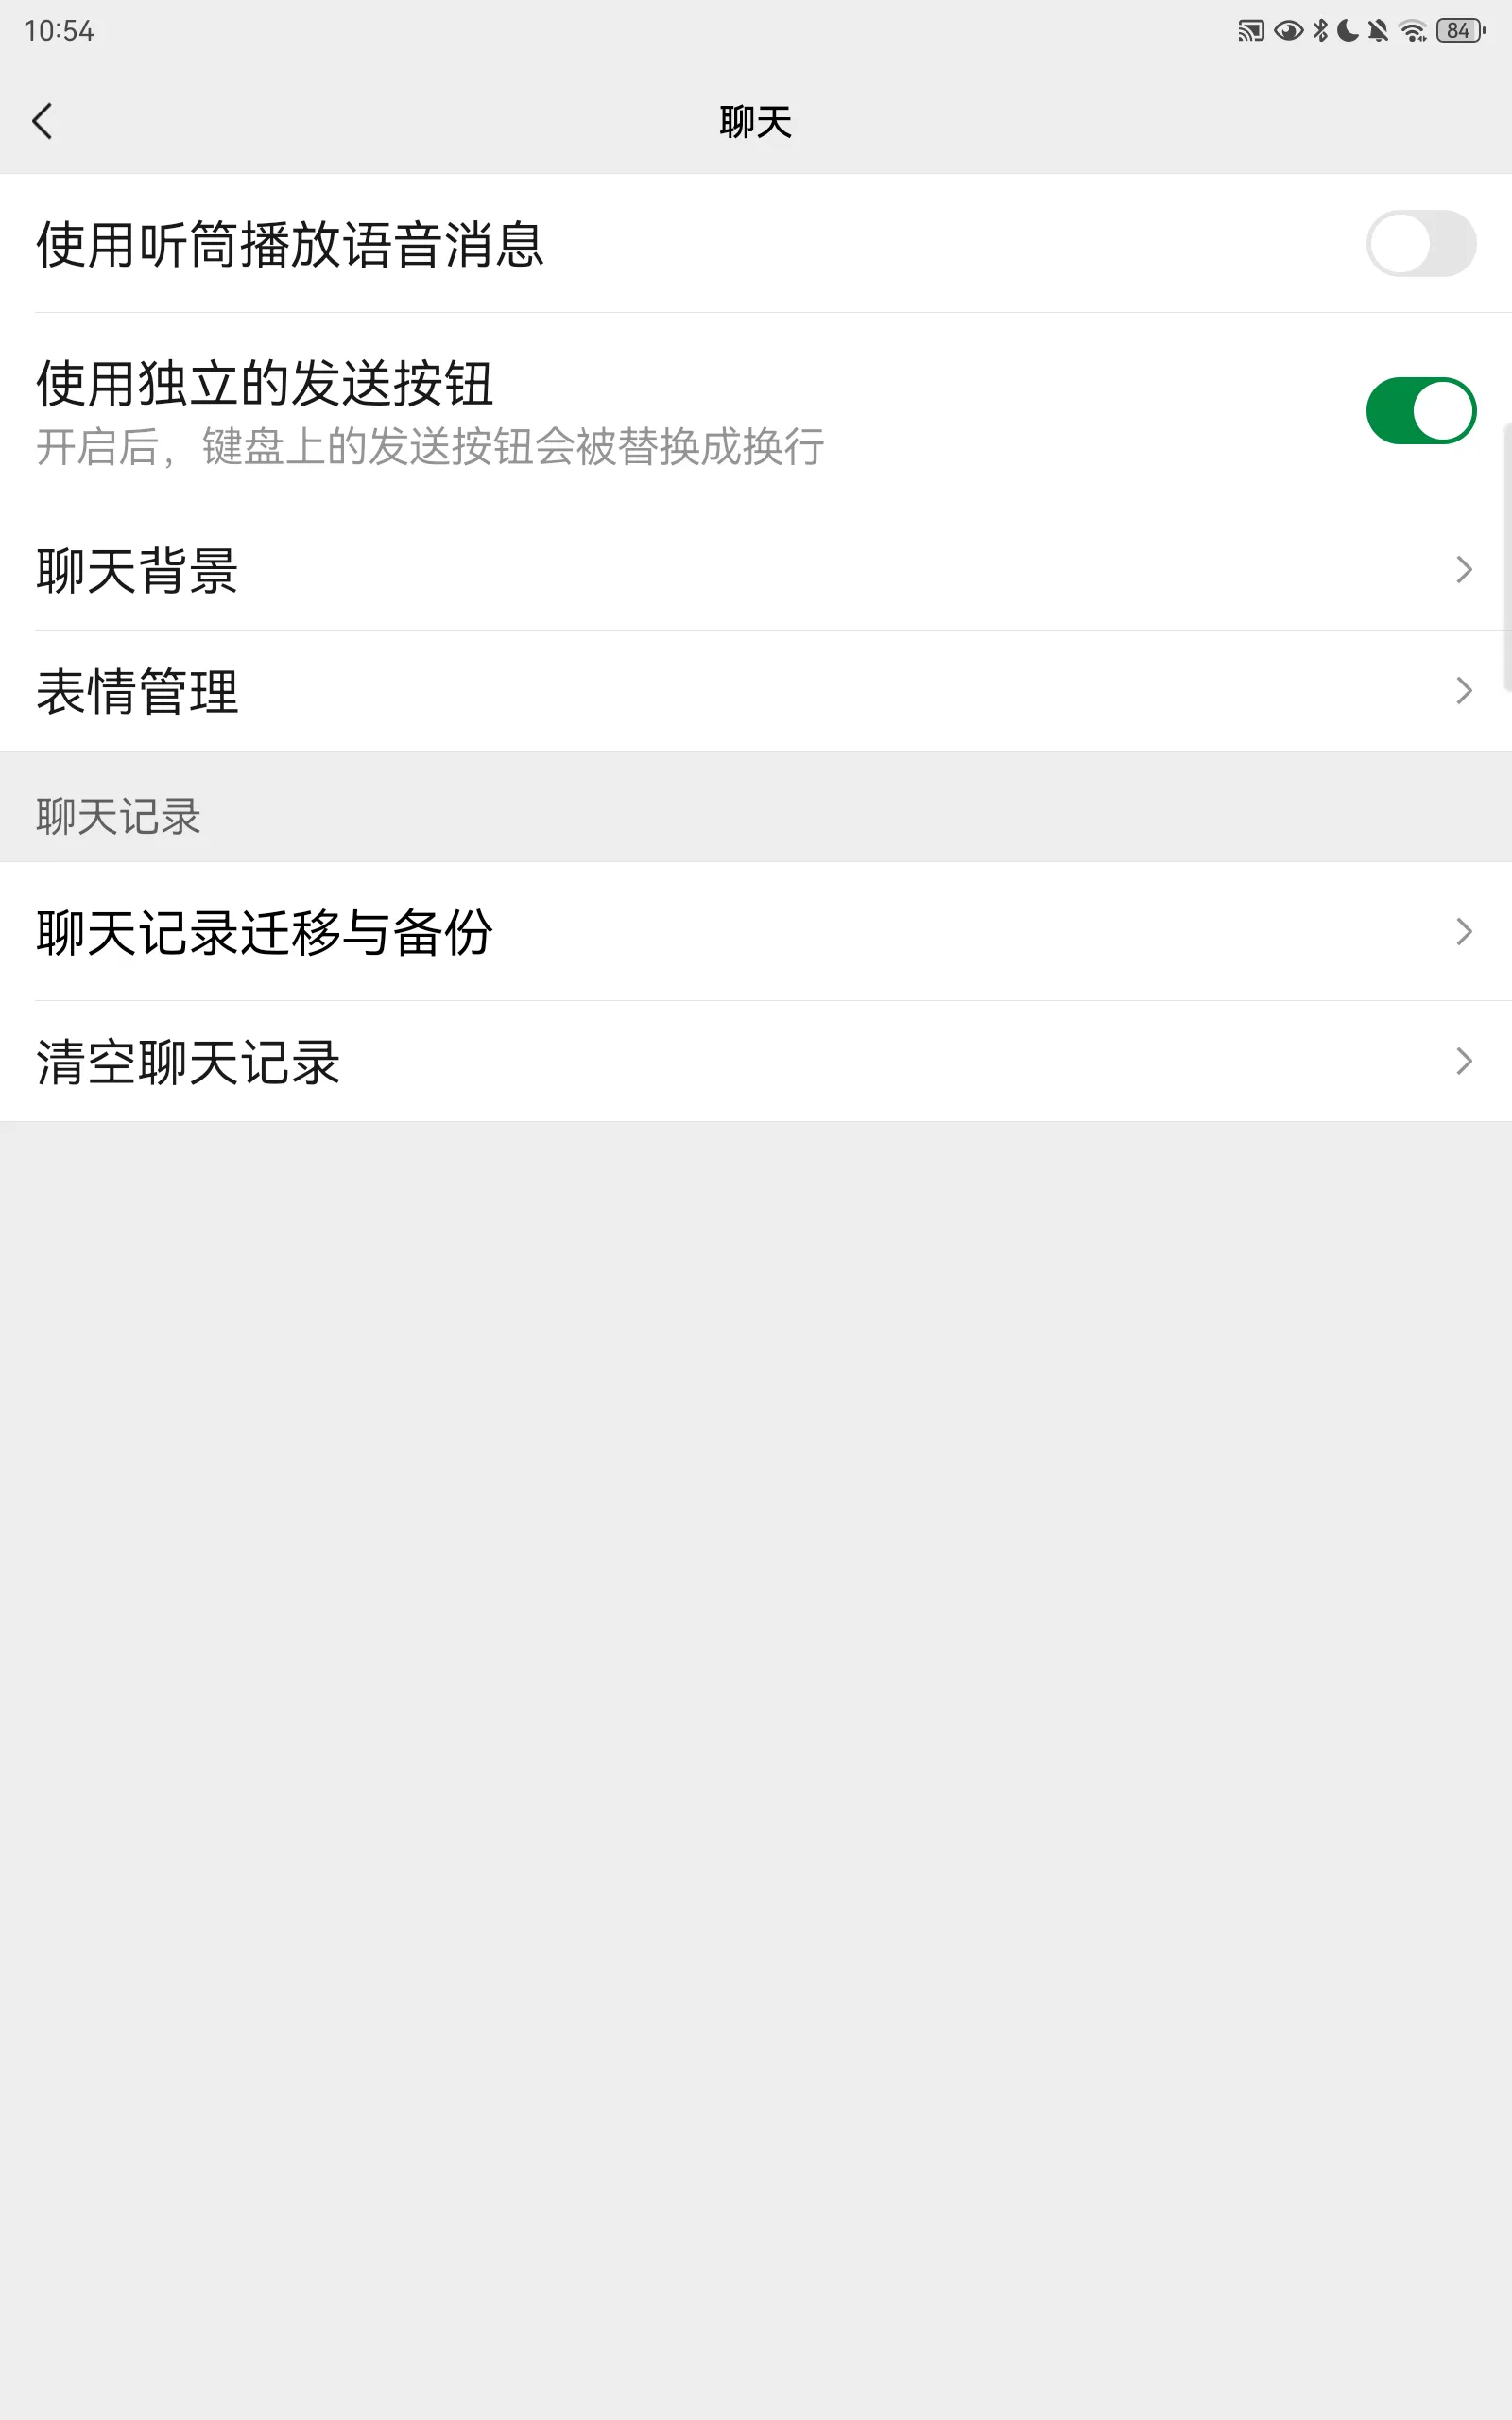 10:54
84
聊天
使用听筒播放语音消息
使用独立的发送按钮
开启后，键盘上的发送按钮会被替换成换行
聊天背景
表情管理
聊天记录
聊天记录迁移与备份
清空聊天记录